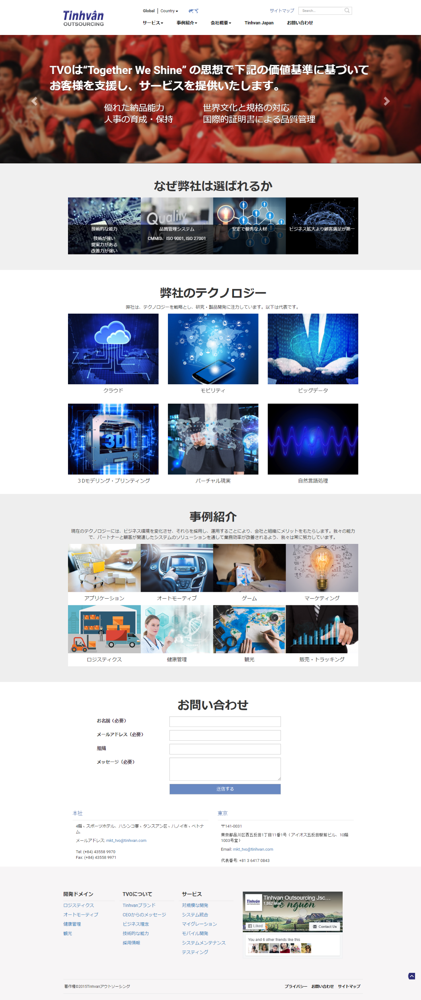 Tinhvân
OUTSOURCING
Global
Country
サイトマップ
Search...
サービス
事例紹介
会社概要
Tinhvan Japan
お問い合わせ
TVOは“Together We Shine” の思想で下記の価値基準に基づいて
お客様を支援し、サービスを提供いたします。
優れた納品能力
世界文化と規格の対応
人事の育成・保持
国際的証明書による品質管理
なぜ弊社は選ばれるか
Quality
技術的な能力
技術が強い
提案力がある
改善力が強い
品質管理システム
CMMI3、ISO 9001, ISO 27001
安定で優秀な人材
ビジネス拡大より顧客満足が第一
弊社のテクノロジー
弊社は、テクノロジーを戦略とし、研究・製品開発に注力しています。以下は代表です。
クラウド
モビリティ
ビッグデータ
3D
３Dモデリング・プリンティング
バーチャル現実
自然言語処理
事例紹介
現在のテクノロジーには、ビジネス環境を変化させ、それらを採用し、運用することにより、会社と組織にメリットをもたらします。我々の能力
で、パートナーと顧客が関連したシステムのソリューションを通して業務効率が改善されるよう、我々は常に努力しています。
アプリケーション
オートモーティブ
ゲーム
マーケティング
ロジスティクス
健康管理
観光
販売・トラッキング
お問い合わせ
お名前（必要）
メールアドレス（必要）
組織
メッセージ（必要）
送信する
本社
4階、スポーツホテル、ハシンコ寮、タンスアン区、ハノイ市、ベトナ
ム.
メールアドレス: mkt_tvo@tinhvan.com
Tel: (+84) 43558 9970
Fax: (+84) 43558 9971
東京
〒141-0031
東京都品川区西五反田1丁目11番1号（アイオス五反田駅前ビル、10階
1003号室）
Email: mkt_tvo@tinhvan.com
代表番号: +81 3 6417 0843
開発ドメイン
ロジスティクス
オートモーティブ
健康管理
観光
TVOについて
Tinhvanブランド
CEOからのメッセージ
ビジネス理念
技術的な能力
採用情報
サービス
対規模な開発
システム統合
マイグレーション
モバイル開発
システムメンテナンス
テスティング
Tinhvân
OUTSOURCING
Tinhvan Outsourcing Jsc...
1,862 likes
Về nguồn
Liked
Contact Us
You and 6 other friends like this
著作権©2015Tinhvanアウトソーシング
プライバシー
お問い合わせ
サイトマップ